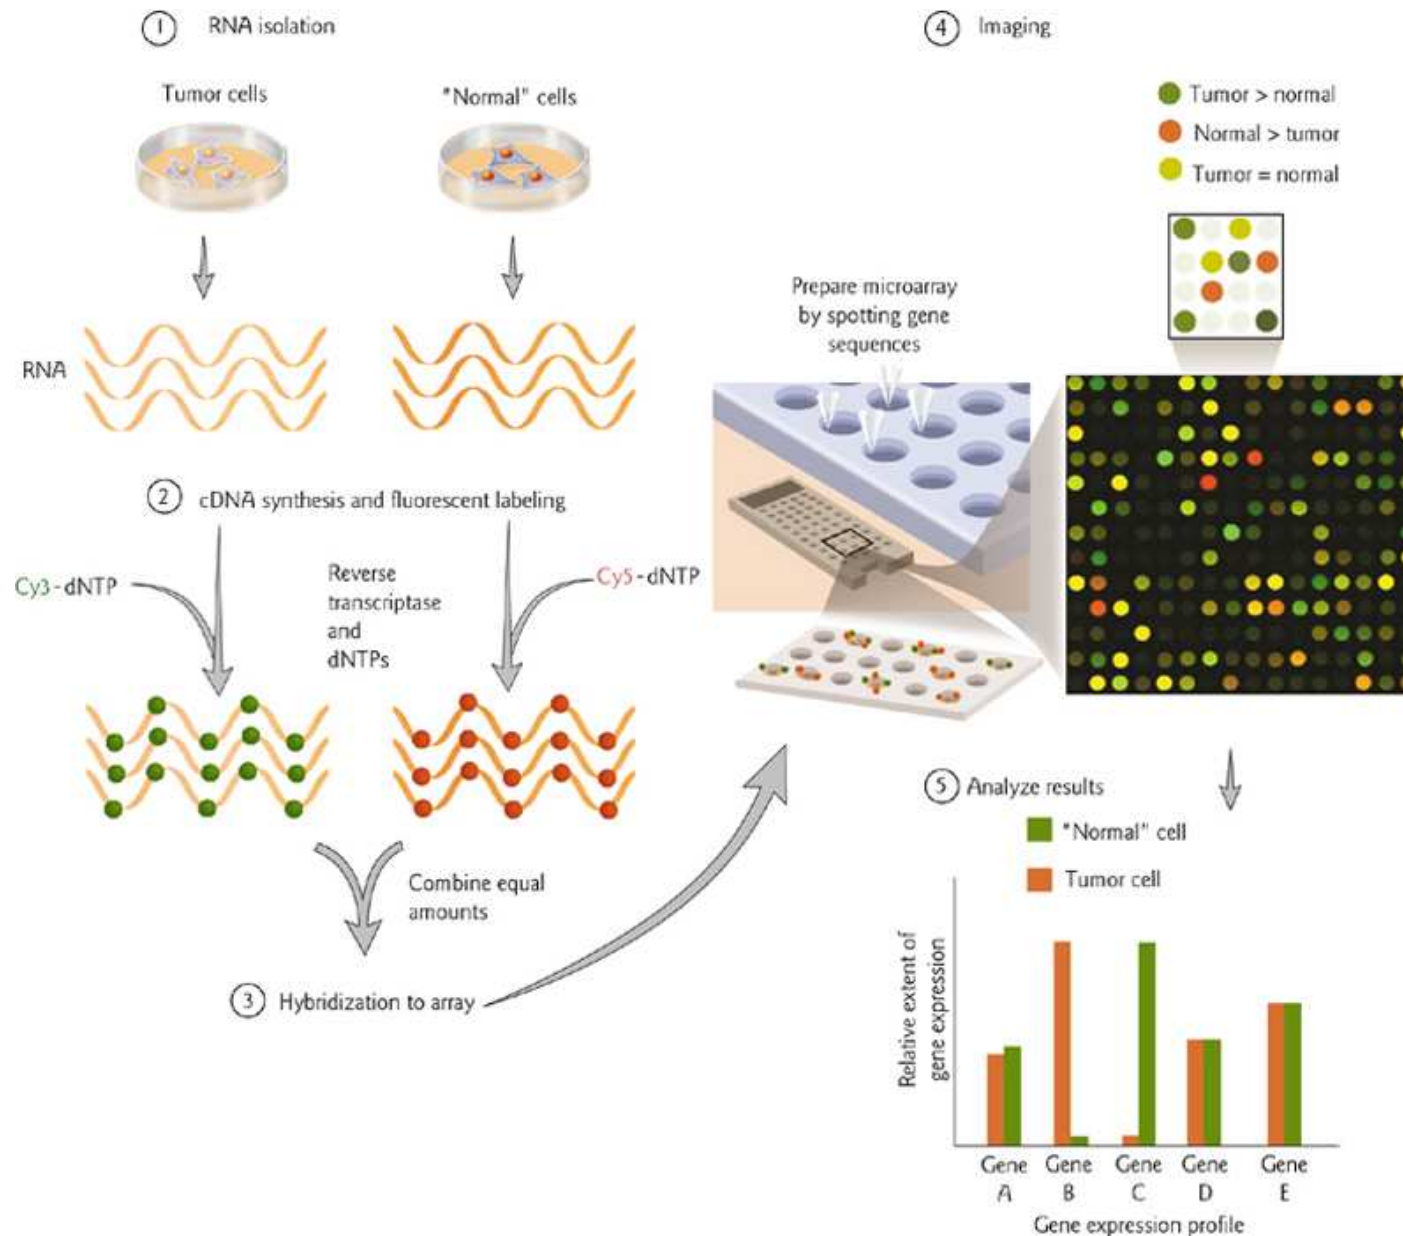 1 RNA isolation
Tumor cells
"Normal" cells
RNA
2 cDNA synthesis and fluorescent labeling
Cy3-dNTP
Reverse
transcriptase
and
dNTPs
Cy5-dNTP
Combine equal
amounts
3 Hybridization to array
Prepare microarray
by spotting gene
sequences
4 Imaging
Tumor > normal
Normal > tumor
Tumor = normal
5 Analyze results
"Normal" cell
Tumor cell
Relative extent of
gene expression
Gene Gene Gene Gene Gene
A B C D E
Gene expression profile